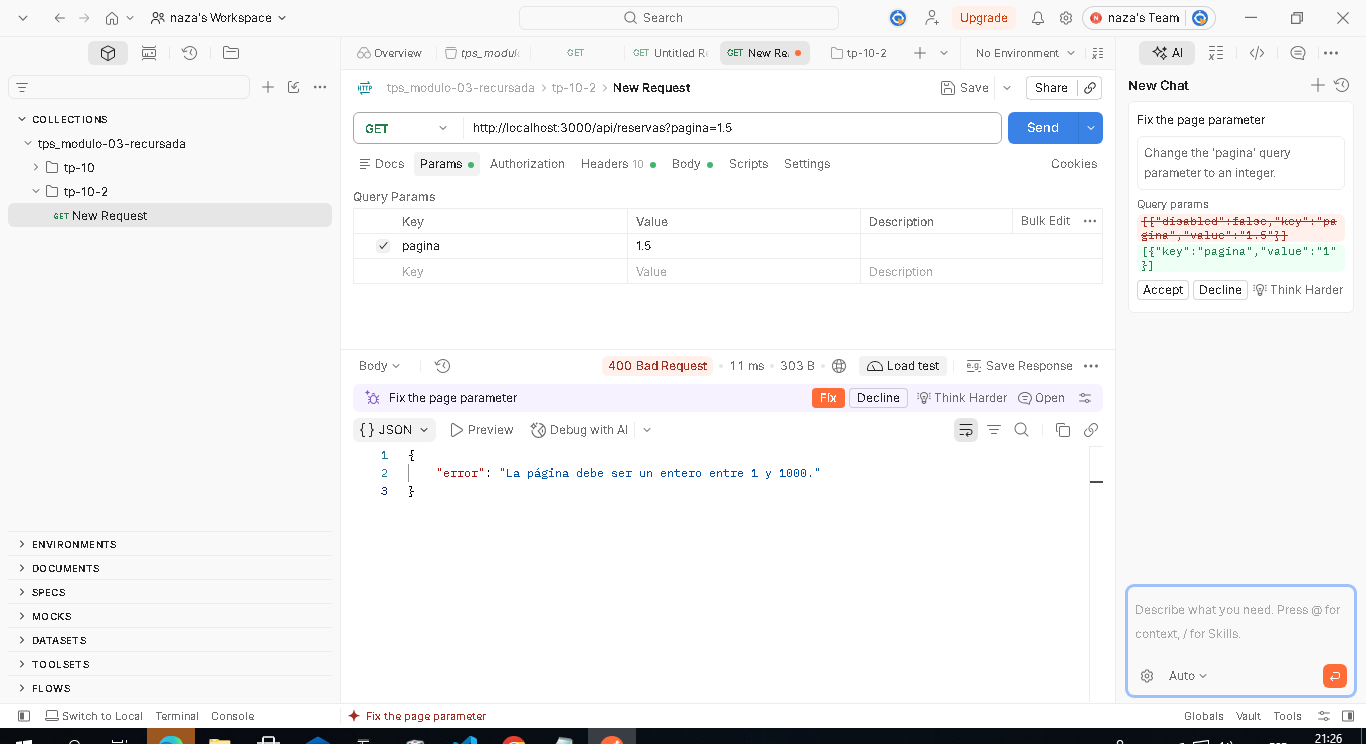 naza's Workspace
Search
Upgrade
naza's Team
Overview
GET
GET
GET New Re.
tp-10-2
No Environment
AI
COLLECTIONS
tps_modulo-03-recursada
tp-10
tp-10-2
GET New Request
ENVIRONMENTS
DOCUMENTS
SPECS
MOCKS
DATASETS
TOOLSETS
FLOWS
HTTP
tps_modulo-03-recursada > tp-10-2 > New Request
Save
Share
GET
http://localhost:3000/api/reservas?pagina=1.5
Send
Docs Params Authorization Headers 10 Body Scripts Settings Cookies
Query Params
Key Value Description Bulk Edit
pagina 1.5
Key Value Description
Body
400 Bad Request • 11 ms • 303 B
Load test
e.g. Save Response
Fix the page parameter
Fix Decline Think Harder Open
{} JSON Preview Debug with AI
1 {
2 "error": "La página debe ser un entero entre 1 y 1000."
3 }
New Chat
Fix the page parameter
Change the 'pagina' query
parameter to an integer.
Query params
[{"disabled":false,"key":"pa
gina","value":"1.5"}]
[{"key":"pagina","value":"1"
}]
Accept Decline Think Harder
Describe what you need. Press @ for
context, / for Skills.
Auto
Switch to Local Terminal Console
Fix the page parameter
Globals Vault Tools
21:26